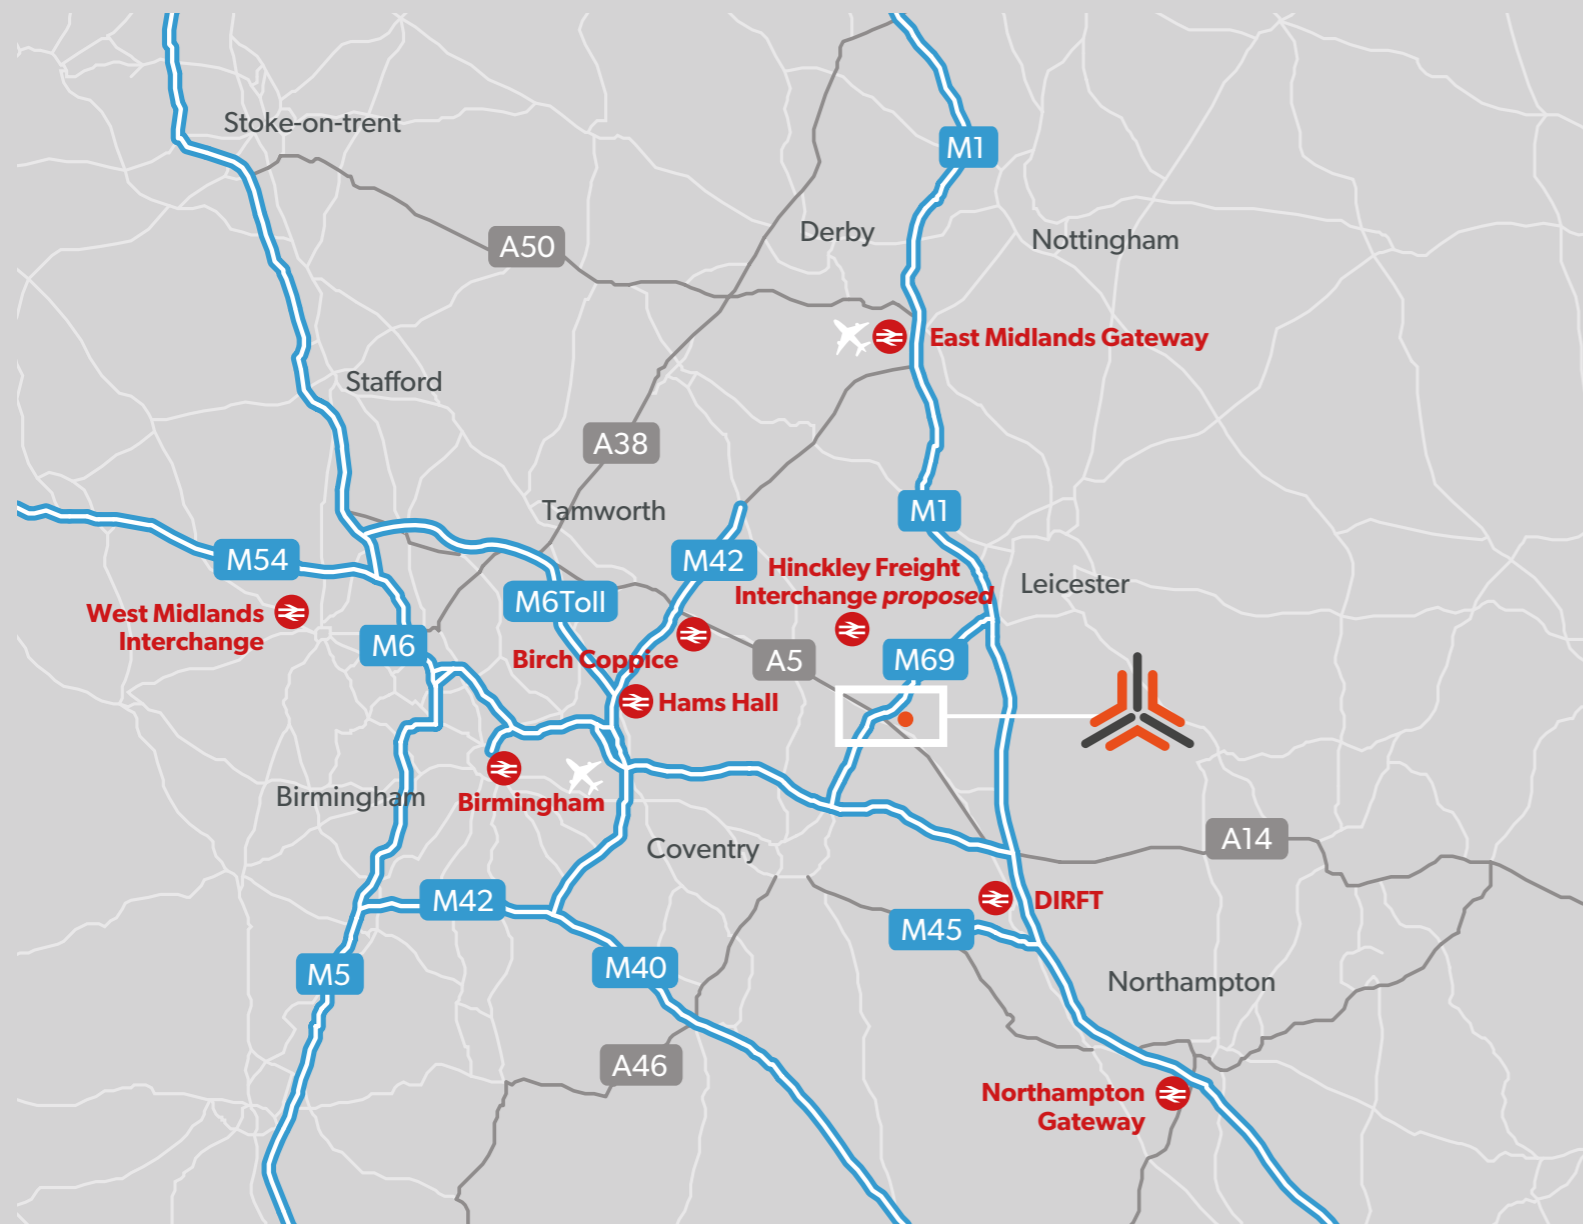 Stoke-on-trent
M1
Derby
Nottingham
A50
East Midlands Gateway
Stafford
A38
Tamworth
M1
M54
M42
Hinckley Freight
Interchange proposed
Leicester
M6Toll
West Midlands
Interchange
M6
Birch Coppice
A5
M69
Hams Hall
Birmingham
Birmingham
Coventry
A14
M42
DIRFT
M45
M5
M40
Northampton
A46
Northampton
Gateway